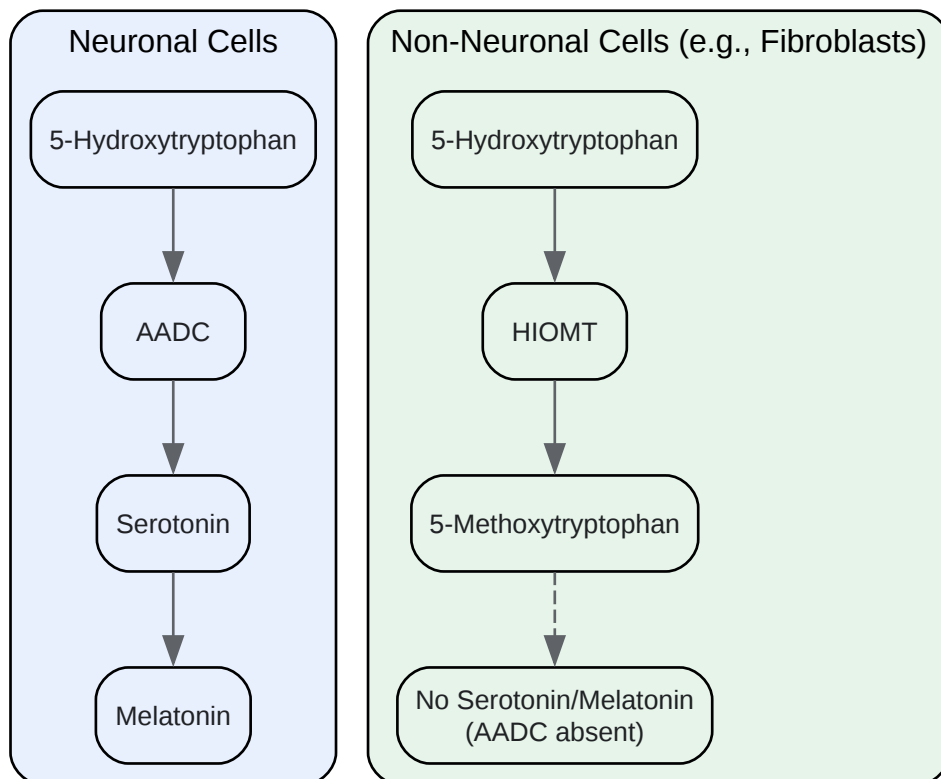 Neuronal Cells
5-Hydroxytryptophan
AADC
Serotonin
Melatonin
Non-Neuronal Cells (e.g., Fibroblasts)
5-Hydroxytryptophan
HIOMT
5-Methoxytryptophan
No Serotonin/Melatonin
(AADC absent)